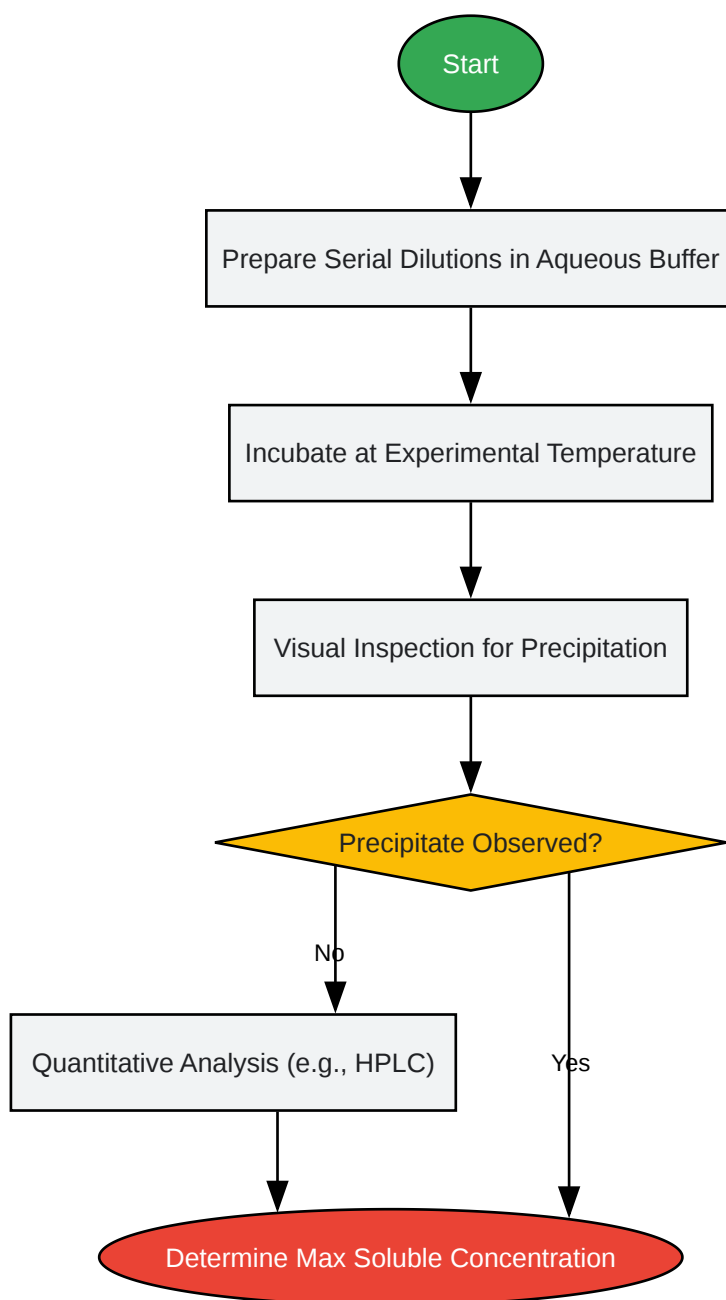 Start
Prepare Serial Dilutions in Aqueous Buffer
Incubate at Experimental Temperature
Visual Inspection for Precipitation
Precipitate Observed?
No
Quantitative Analysis (e.g., HPLC)
Yes
Determine Max Soluble Concentration